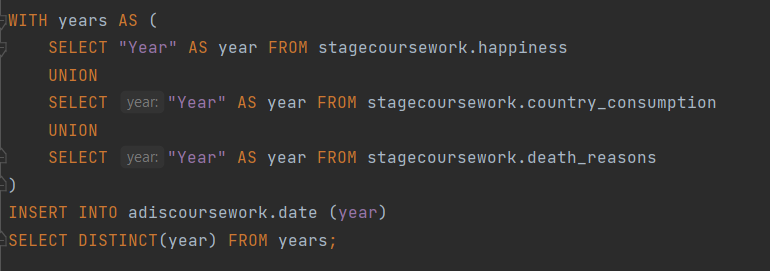 WITH years AS (
    SELECT "Year" AS year FROM stagecoursework.happiness
    UNION
    SELECT year: "Year" AS year FROM stagecoursework.country_consumption
    UNION
    SELECT year: "Year" AS year FROM stagecoursework.death_reasons
)
INSERT INTO adiscoursework.date (year)
SELECT DISTINCT(year) FROM years;